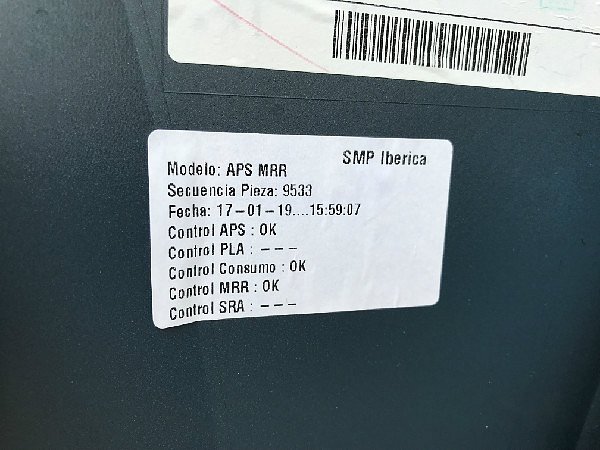 SMP Iberica
Modelo: APS MRR
Secuencia Pieza: 9533
Fecha: 17-01-19....15:59:07
Control APS : OK
Control PLA : ---
Control Consumo : OK
Control MRR : OK
Control SRA : ---